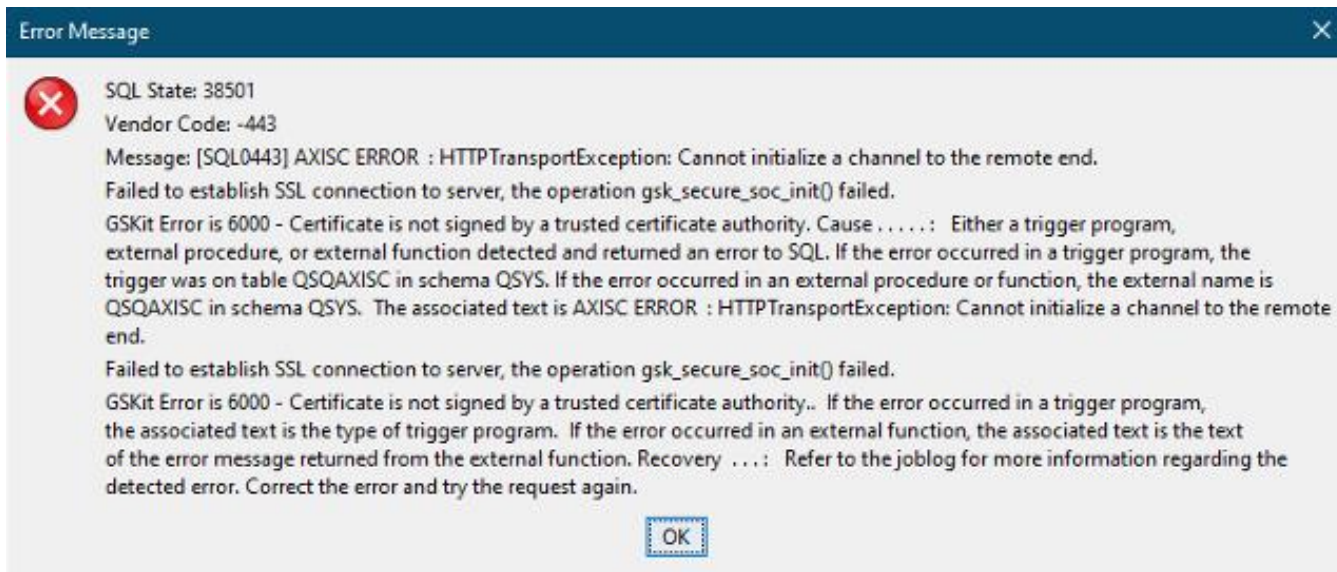 Error Message
SQL State: 38501
Vendor Code: -443
Message: [SQL0443] AXISC ERROR : HTTPTransportException: Cannot initialize a channel to the remote end.
Failed to establish SSL connection to server, the operation gsk_secure_soc_init() failed.
GSKit Error is 6000 - Certificate is not signed by a trusted certificate authority. Cause . . . . . : Either a trigger program,
external procedure, or external function detected and returned an error to SQL. If the error occurred in a trigger program, the
trigger was on table QSQAXISC in schema QSYS. If the error occurred in an external procedure or function, the external name is
QSQAXISC in schema QSYS. The associated text is AXISC ERROR : HTTPTransportException: Cannot initialize a channel to the remote
end.
Failed to establish SSL connection to server, the operation gsk_secure_soc_init() failed.
GSKit Error is 6000 - Certificate is not signed by a trusted certificate authority.. If the error occurred in a trigger program,
the associated text is the type of trigger program. If the error occurred in an external function, the associated text is the text
of the error message returned from the external function. Recovery . . . : Refer to the joblog for more information regarding the
detected error. Correct the error and try the request again.
OK